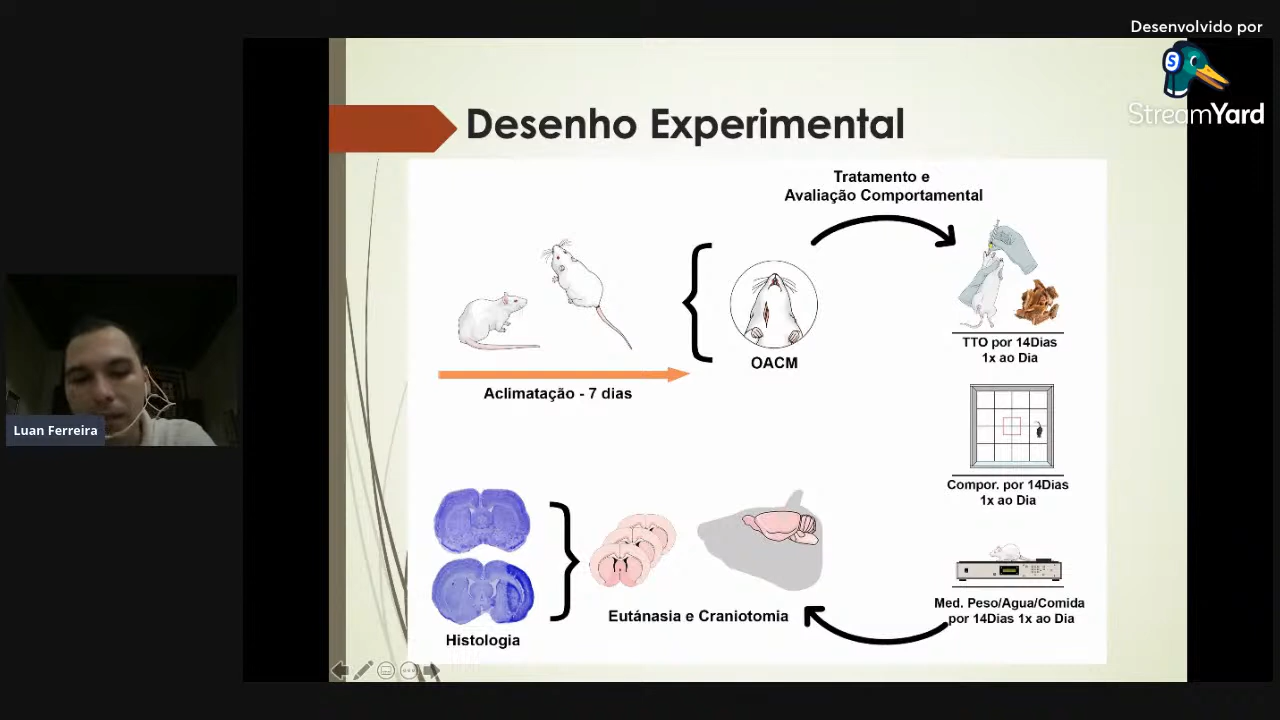 Desenvolvido por
StreamYard
Desenho Experimental
Tratamento e
Avaliação Comportamental
OACM
Aclimatação - 7 dias
TTO por 14Dias
1x ao Dia
Compor. por 14Dias
1x ao Dia
Med. Peso/Agua/Comida
por 14Dias 1x ao Dia
Eutánasia e Craniotomia
Histologia
Luan Ferreira